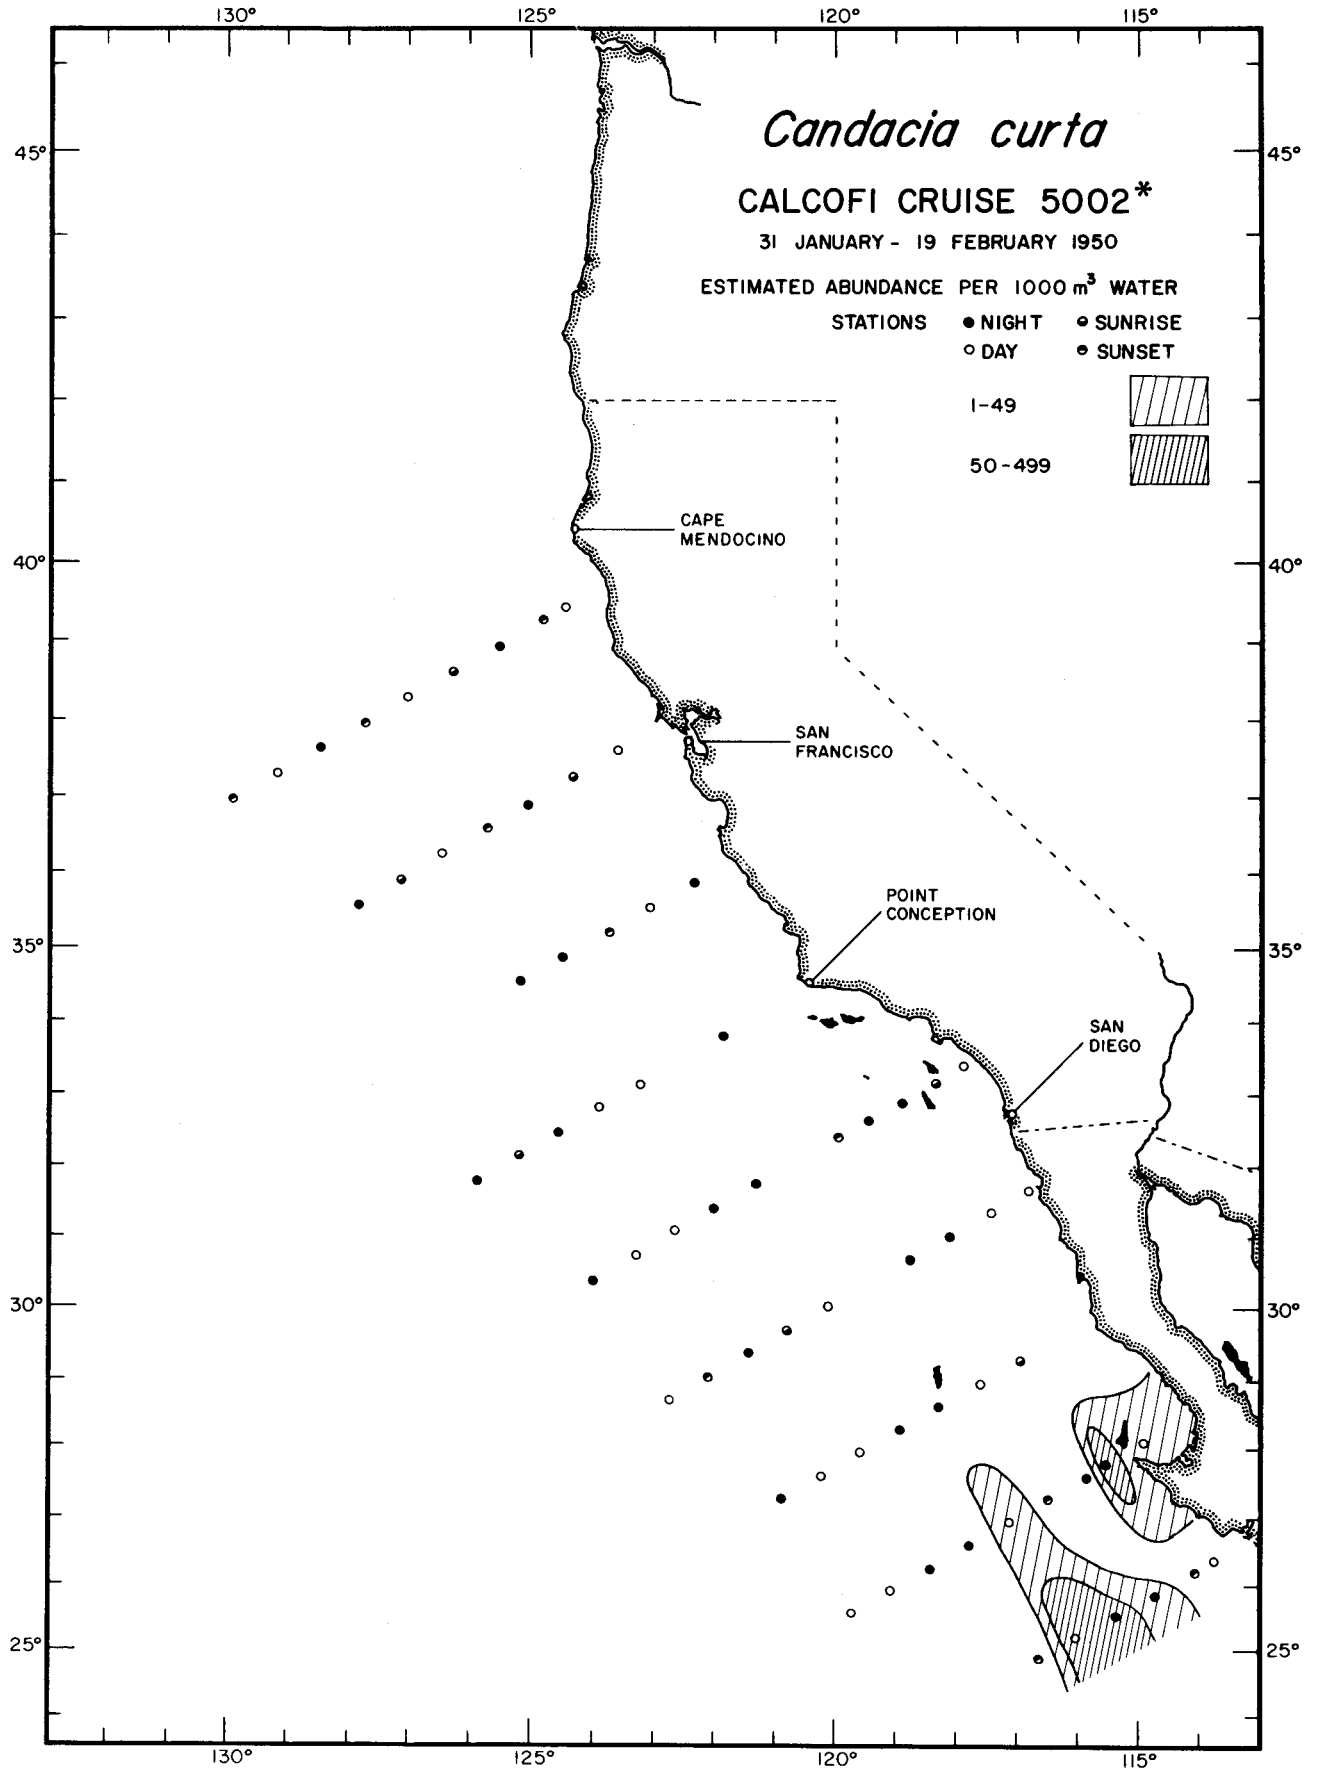 130° 125° 120° 115°
Candacia curta
45° 45°
CALCOFI CRUISE 5002*
31 JANUARY - 19 FEBRUARY 1950
ESTIMATED ABUNDANCE PER 1000 m³ WATER
STATIONS NIGHT SUNRISE
DAY SUNSET
1-49
50-499
CAPE
MENDOCINO
40° 40°
SAN
FRANCISCO
POINT
CONCEPTION
35° 35°
SAN
DIEGO
30° 30°
25° 25°
130° 125° 120° 115°